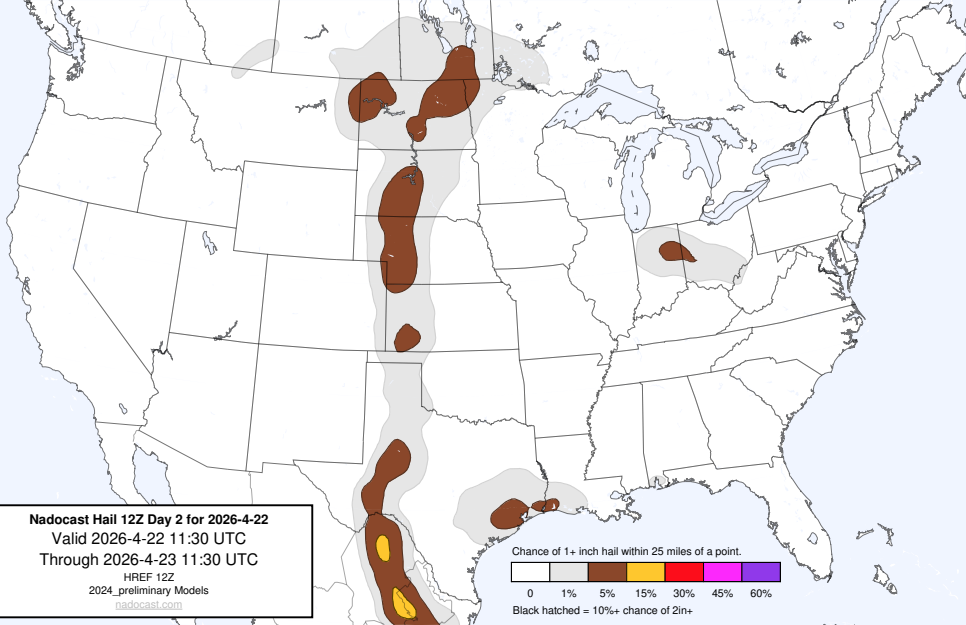 Nadocast Hail 12Z Day 2 for 2026-4-22
Valid 2026-4-22 11:30 UTC
Through 2026-4-23 11:30 UTC
HREF 12Z
2024_preliminary Models
nadocast.com
Chance of 1+ inch hail within 25 miles of a point.
0 1% 5% 15% 30% 45% 60%
Black hatched = 10%+ chance of 2in+